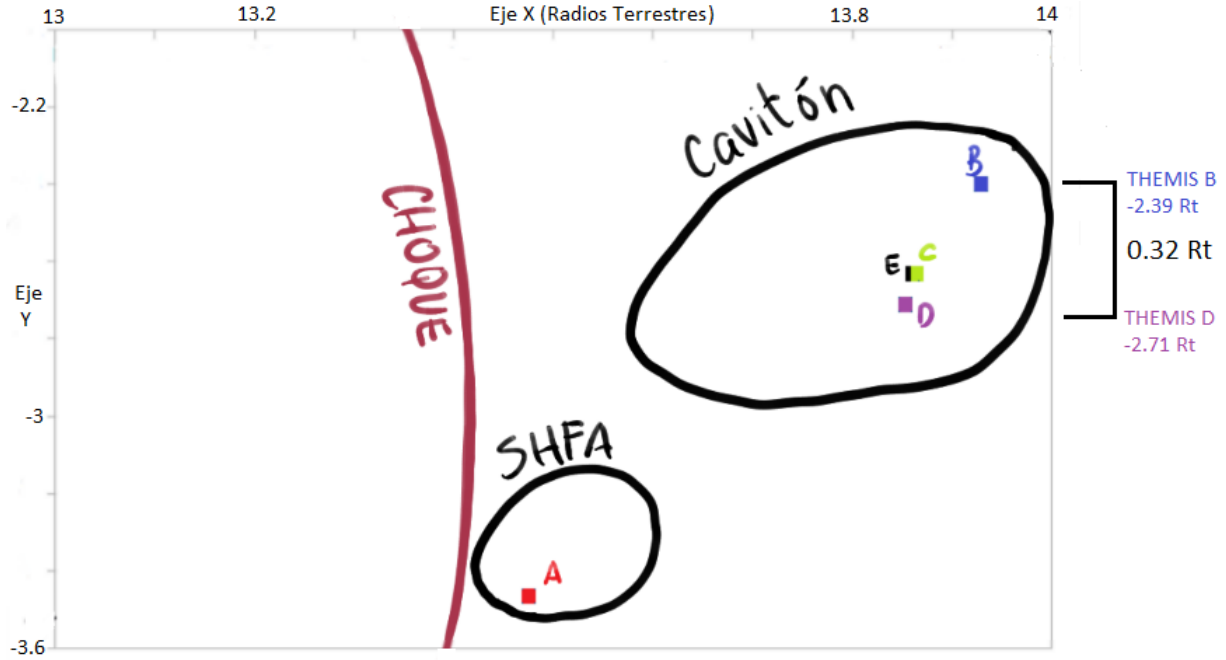 13
13.2
Eje X (Radios Terrestres)
13.8
14
-2.2
Cavitón
B
CHOQUE
THEMIS B
-2.39 Rt
0.32 Rt
E
C
D
Eje
Y
THEMIS D
-2.71 Rt
-3
SHFA
A
-3.6